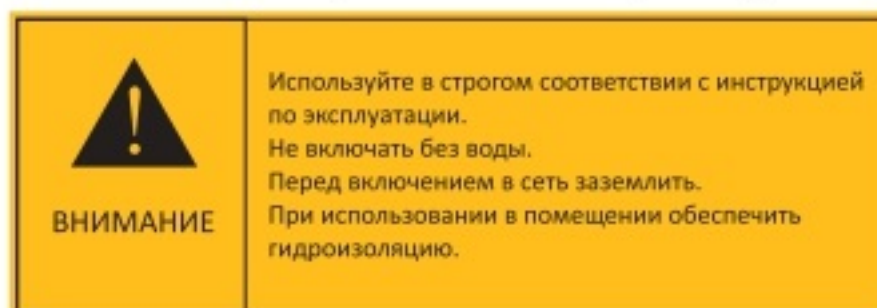 ВНИМАНИЕ
Используйте в строгом соответствии с инструкцией
по эксплуатации.
Не включать без воды.
Перед включением в сеть заземлить.
При использовании в помещении обеспечить
гидроизоляцию.